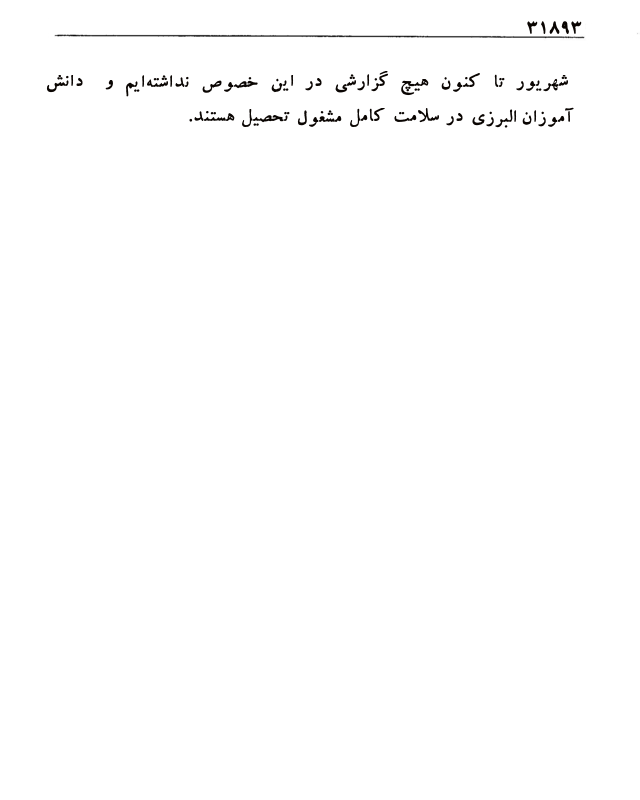 ۳۱۸۹۳
شهریور تا کنون هیچ گزارشی در این خصوص نداشته‌ایم و دانش
آموزان البرزی در سلامت کامل مشغول تحصیل هستند.